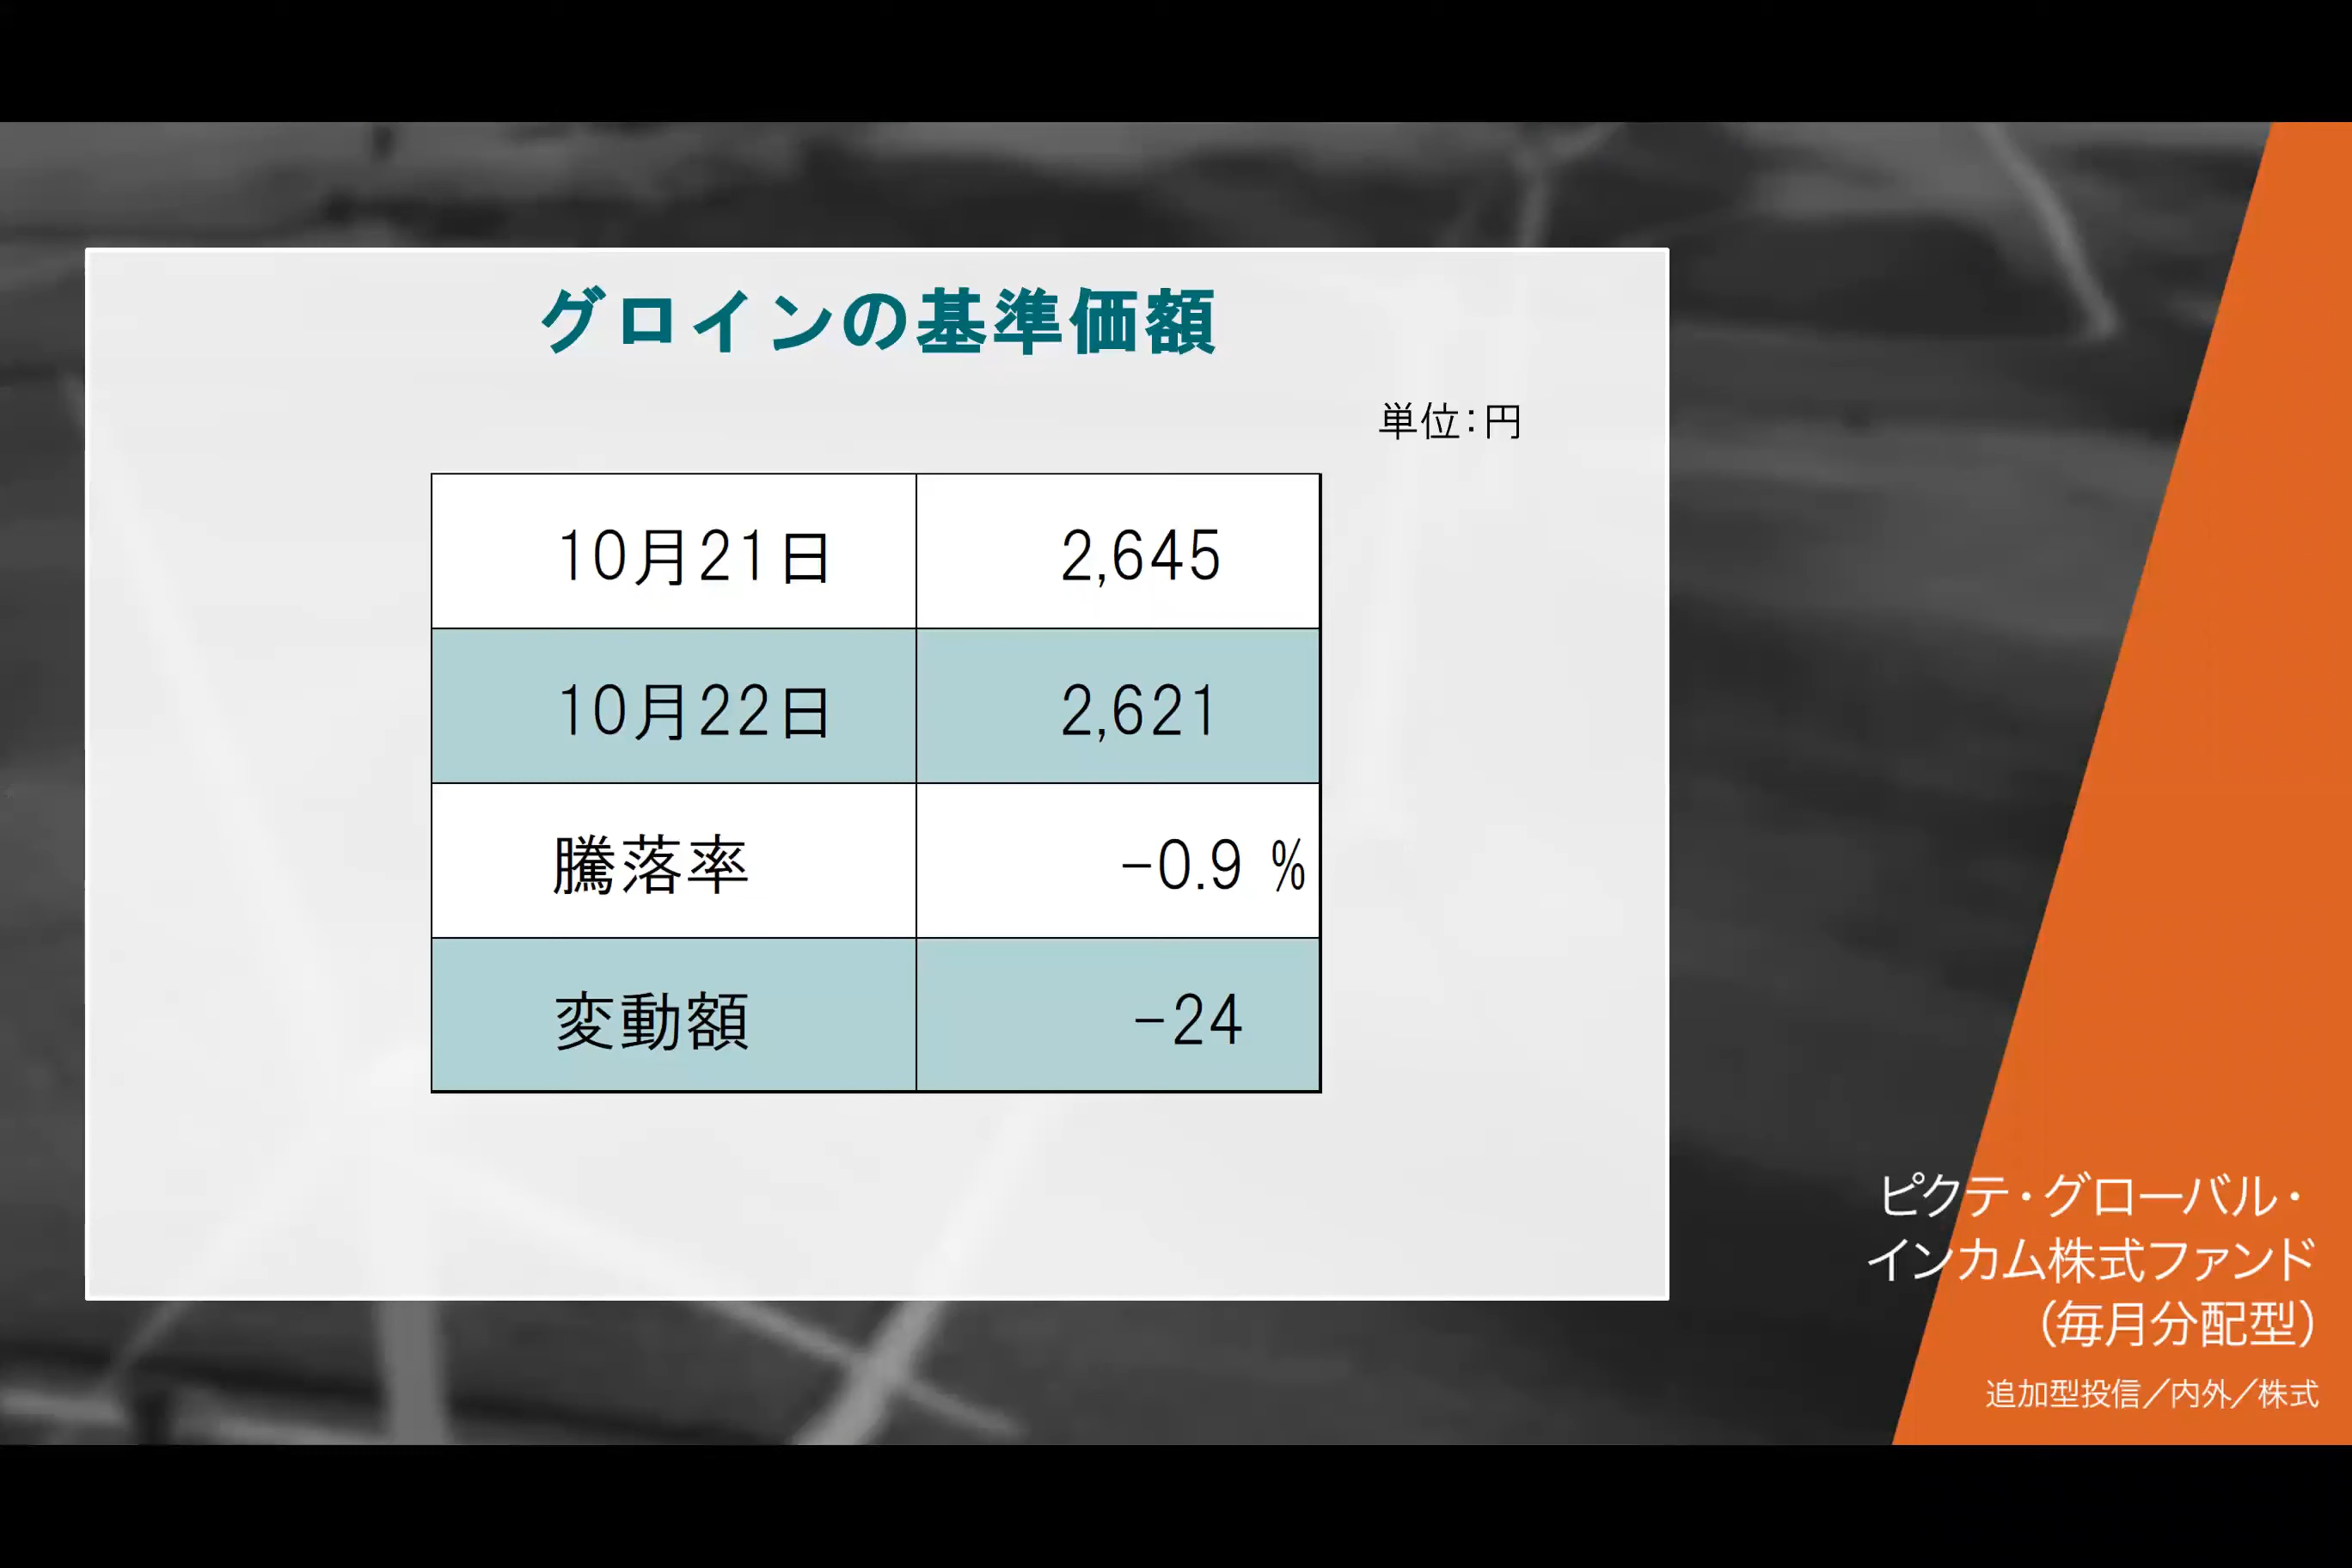 グロインの基準価額
単位:円
10月21日 2,645
10月22日 2,621
騰落率 -0.9 %
変動額 -24
ピクテ・グローバル・
インカム株式ファンド
(毎月分配型)
追加型投信/内外/株式